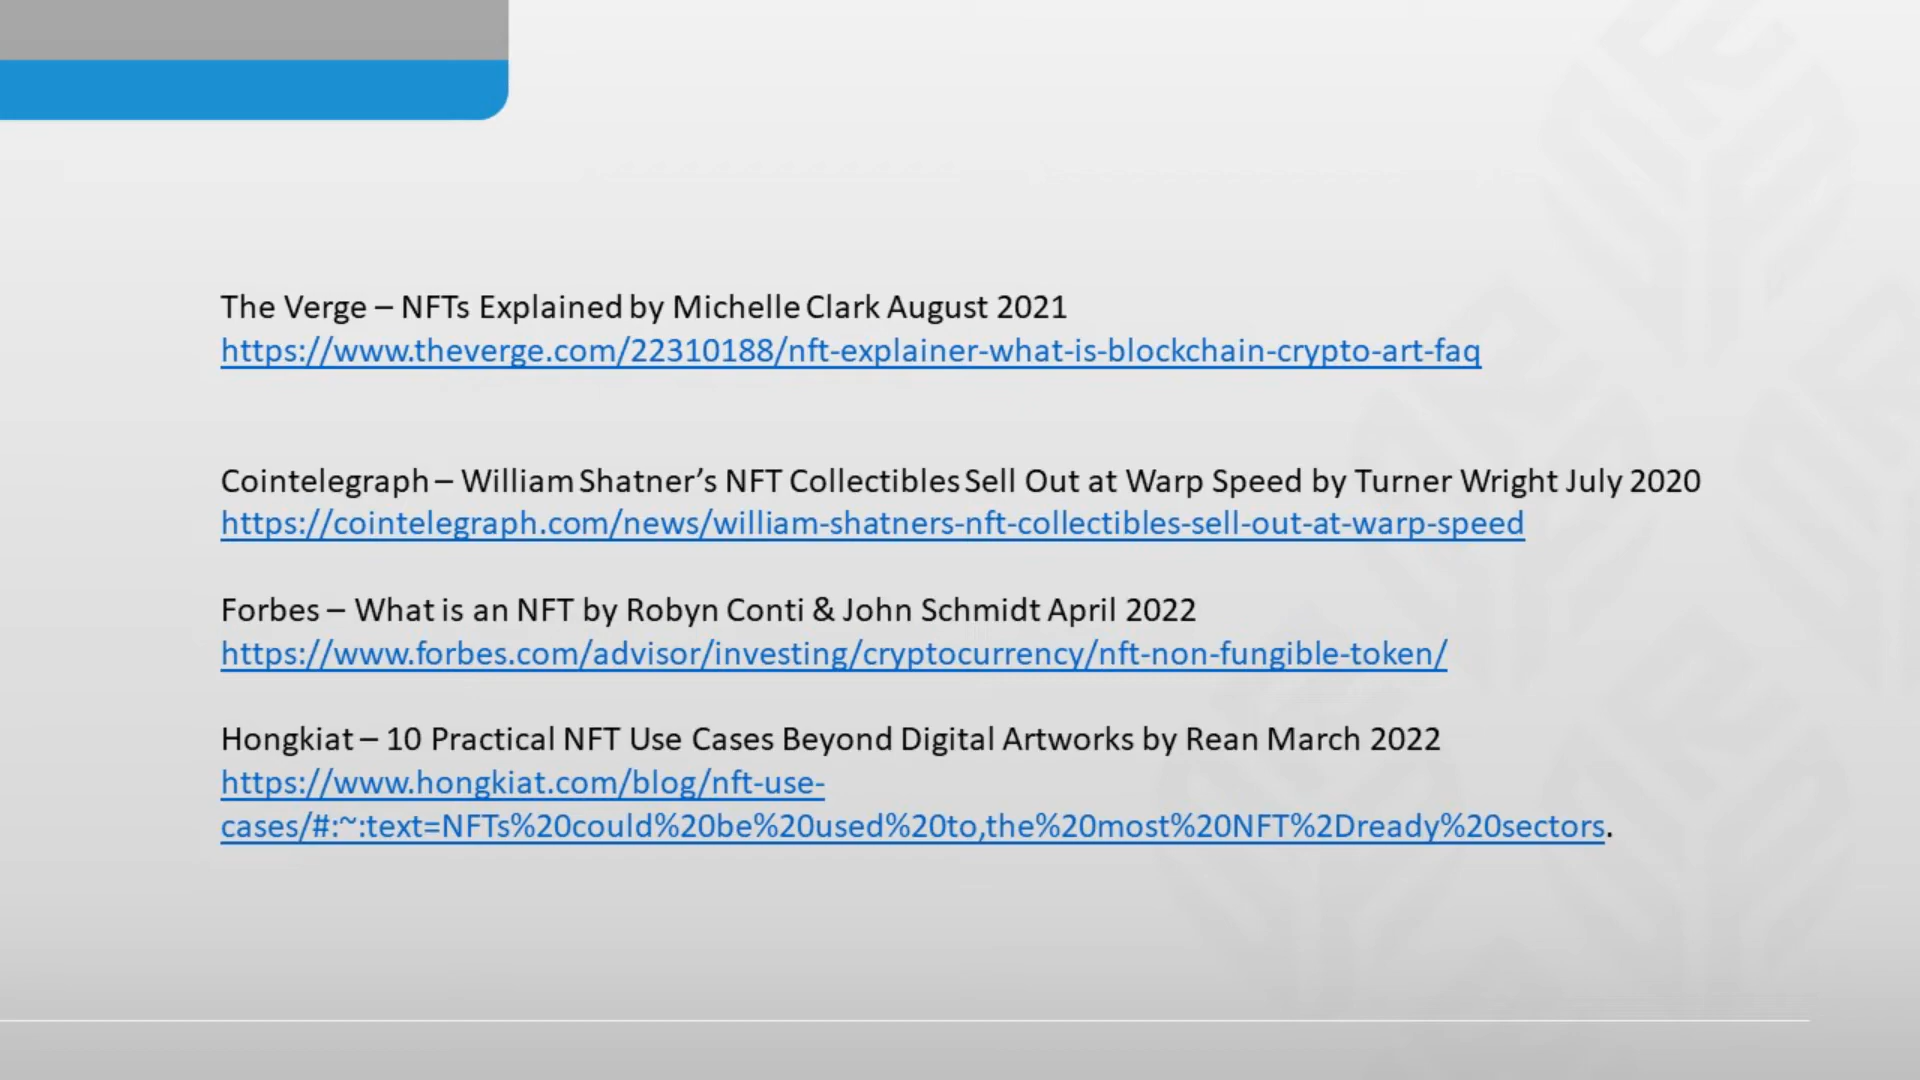 The Verge – NFTs Explained by Michelle Clark August 2021
https://www.theverge.com/22310188/nft-explainer-what-is-blockchain-crypto-art-faq
Cointelegraph – William Shatner’s NFT Collectibles Sell Out at Warp Speed by Turner Wright July 2020
https://cointelegraph.com/news/william-shatners-nft-collectibles-sell-out-at-warp-speed
Forbes – What is an NFT by Robyn Conti & John Schmidt April 2022
https://www.forbes.com/advisor/investing/cryptocurrency/nft-non-fungible-token/
Hongkiat – 10 Practical NFT Use Cases Beyond Digital Artworks by Rean March 2022
https://www.hongkiat.com/blog/nft-use-
cases/#:~:text=NFTs%20could%20be%20used%20to,the%20most%20NFT%2Dready%20sectors.